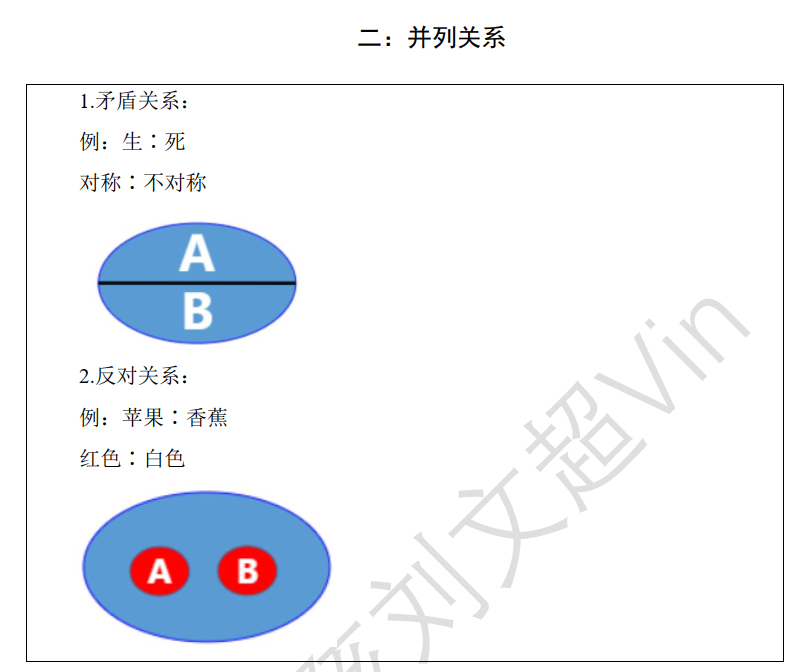 二：并列关系
1.矛盾关系：
例：生∶死
对称∶不对称
A
B
2.反对关系：
例：苹果∶香蕉
红色∶白色
A B
刘文超Vin